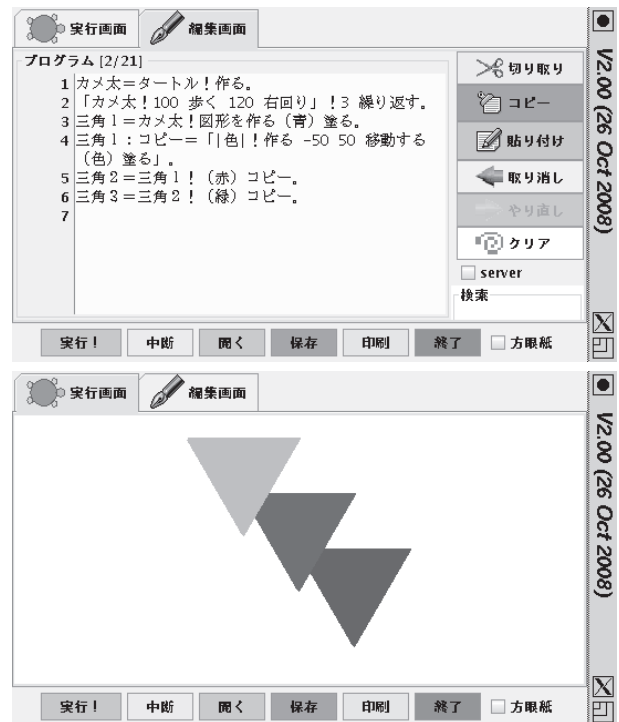 実行画面 編集画面
プログラム [2/21]
1 カメ太＝タートル！作る。
2 「カメ太！100 歩く 120 右回り」！3 繰り返す。
3 三角１＝カメ太！図形を作る（青）塗る。
4 三角１：コピー＝「|色|！作る -50 50 移動する
（色）塗る」。
5 三角２＝三角１！（赤）コピー。
6 三角３＝三角２！（緑）コピー。
7
切り取り
コピー
貼り付け
取り消し
やり直し
クリア
server
検索
実行！ 中断 開く 保存 印刷 終了 方眼紙
V2.00 (26 Oct 2008)
実行画面 編集画面
実行！ 中断 開く 保存 印刷 終了 方眼紙
V2.00 (26 Oct 2008)